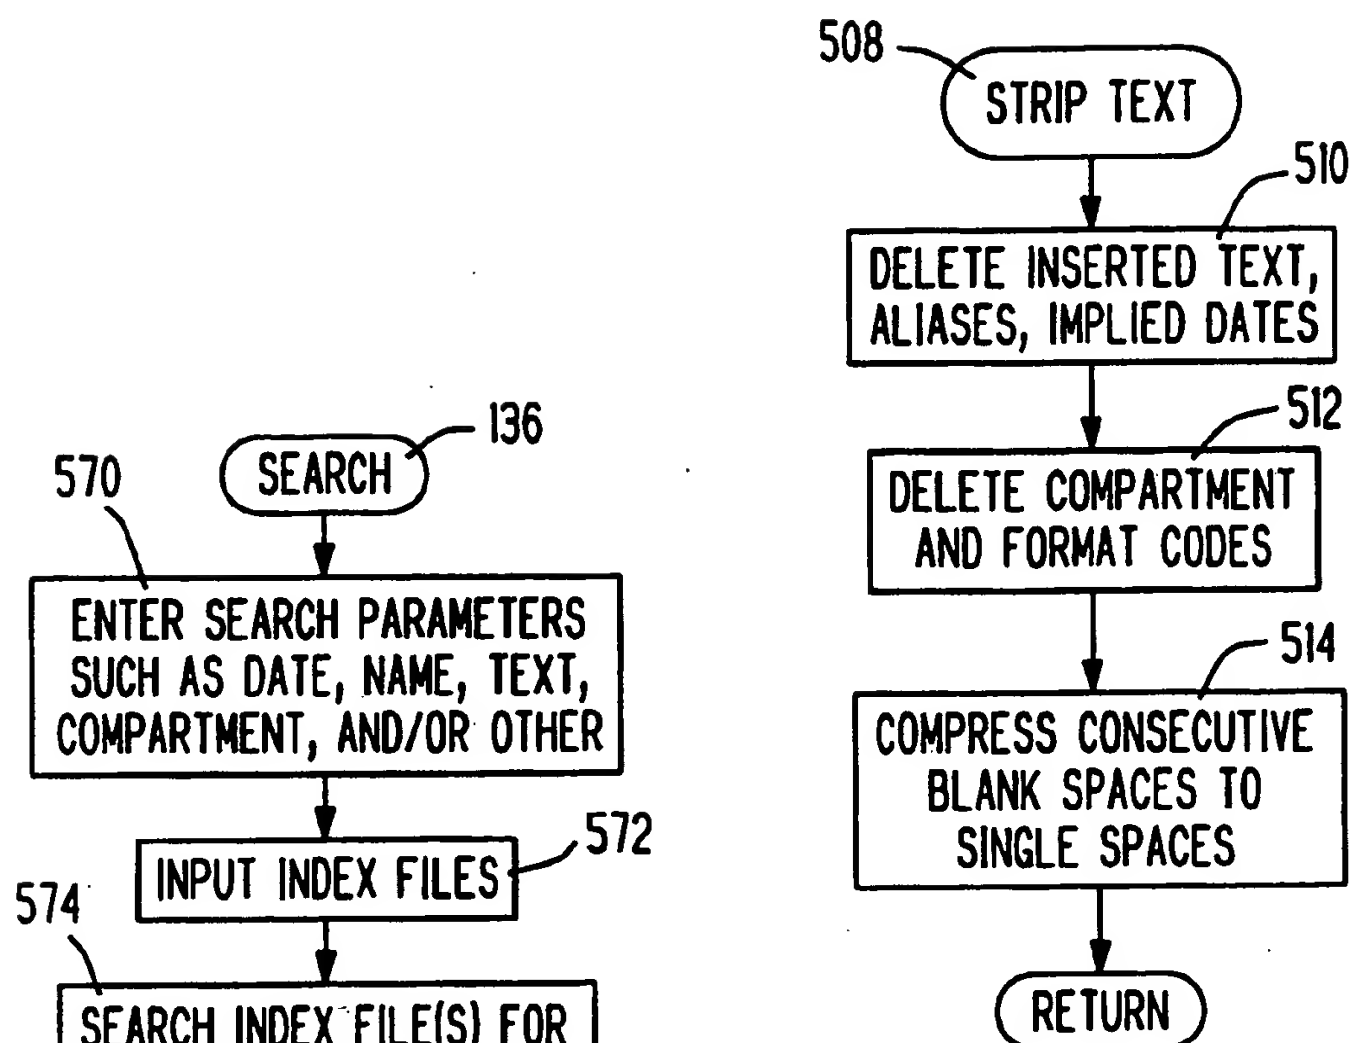 508
STRIP TEXT
510
DELETE INSERTED TEXT,
ALIASES, IMPLIED DATES
512
DELETE COMPARTMENT
AND FORMAT CODES
514
COMPRESS CONSECUTIVE
BLANK SPACES TO
SINGLE SPACES
RETURN
136
SEARCH
570
ENTER SEARCH PARAMETERS
SUCH AS DATE, NAME, TEXT,
COMPARTMENT, AND/OR OTHER
572
INPUT INDEX FILES
574
SEARCH INDEX FILE(S) FOR